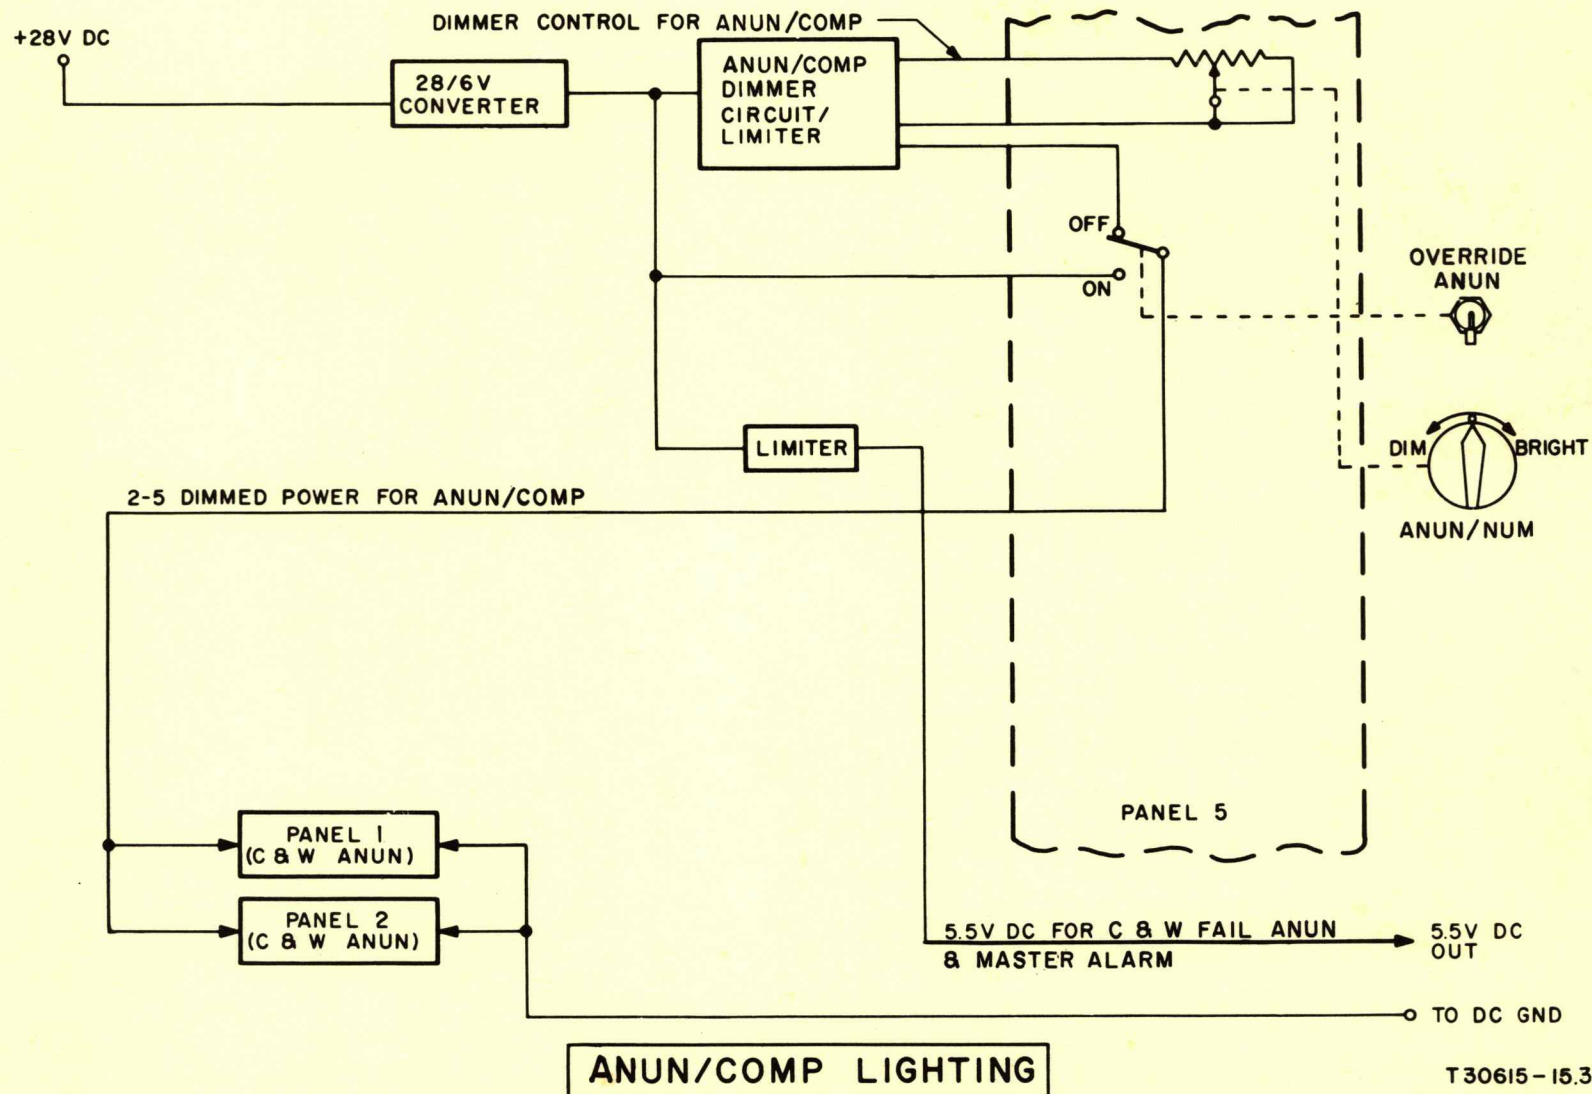 DIMMER CONTROL FOR ANUN/COMP
+28V DC
28/6V
CONVERTER
ANUN/COMP
DIMMER
CIRCUIT/
LIMITER
OFF
ON
OVERRIDE
ANUN
LIMITER
DIM
BRIGHT
ANUN/NUM
2-5 DIMMED POWER FOR ANUN/COMP
PANEL 5
PANEL 1
(C & W ANUN)
PANEL 2
(C & W ANUN)
5.5V DC FOR C & W FAIL ANUN
& MASTER ALARM
5.5V DC
OUT
TO DC GND
ANUN/COMP LIGHTING
T30615-15.3